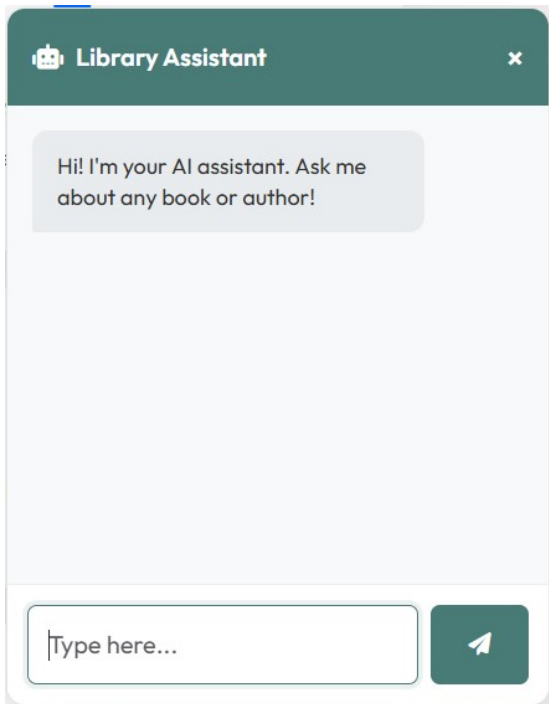 Library Assistant
Hi! I'm your AI assistant. Ask me
about any book or author!
Type here...